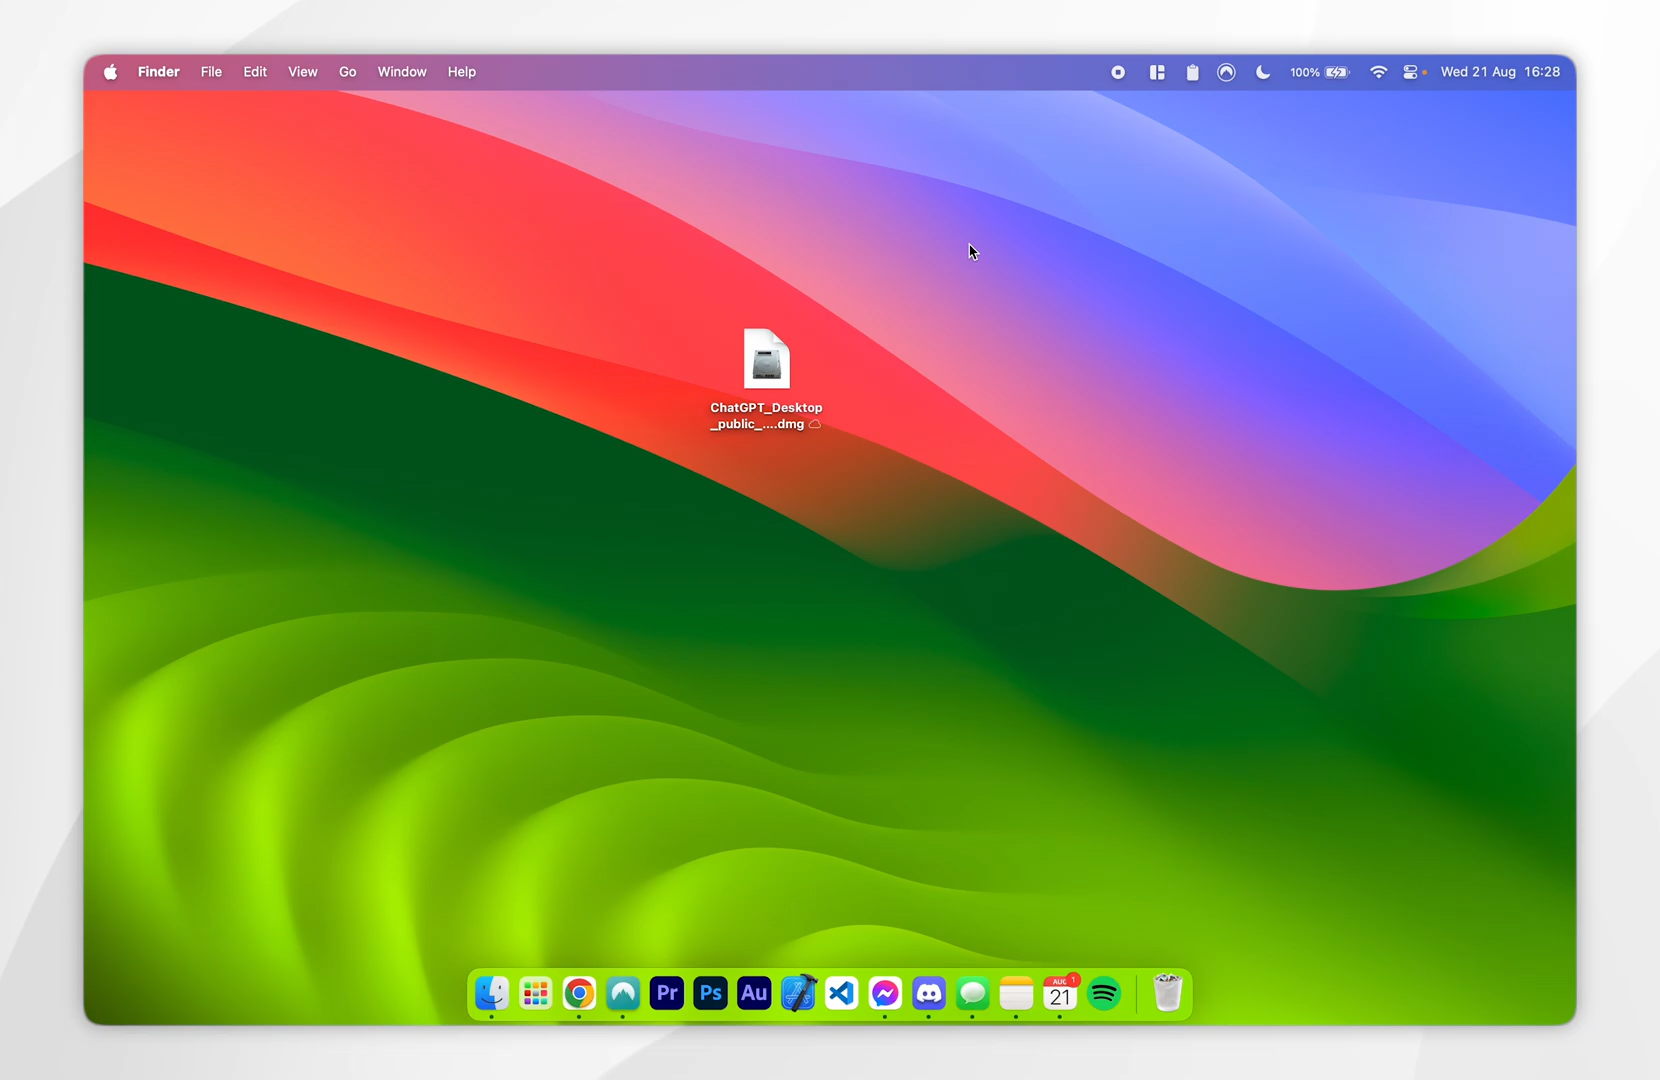 Finder File Edit View Go Window Help 100% Wed 21 Aug 16:28
ChatGPT_Desktop
_public_....dmg
Pr Ps Au AUG 1
21